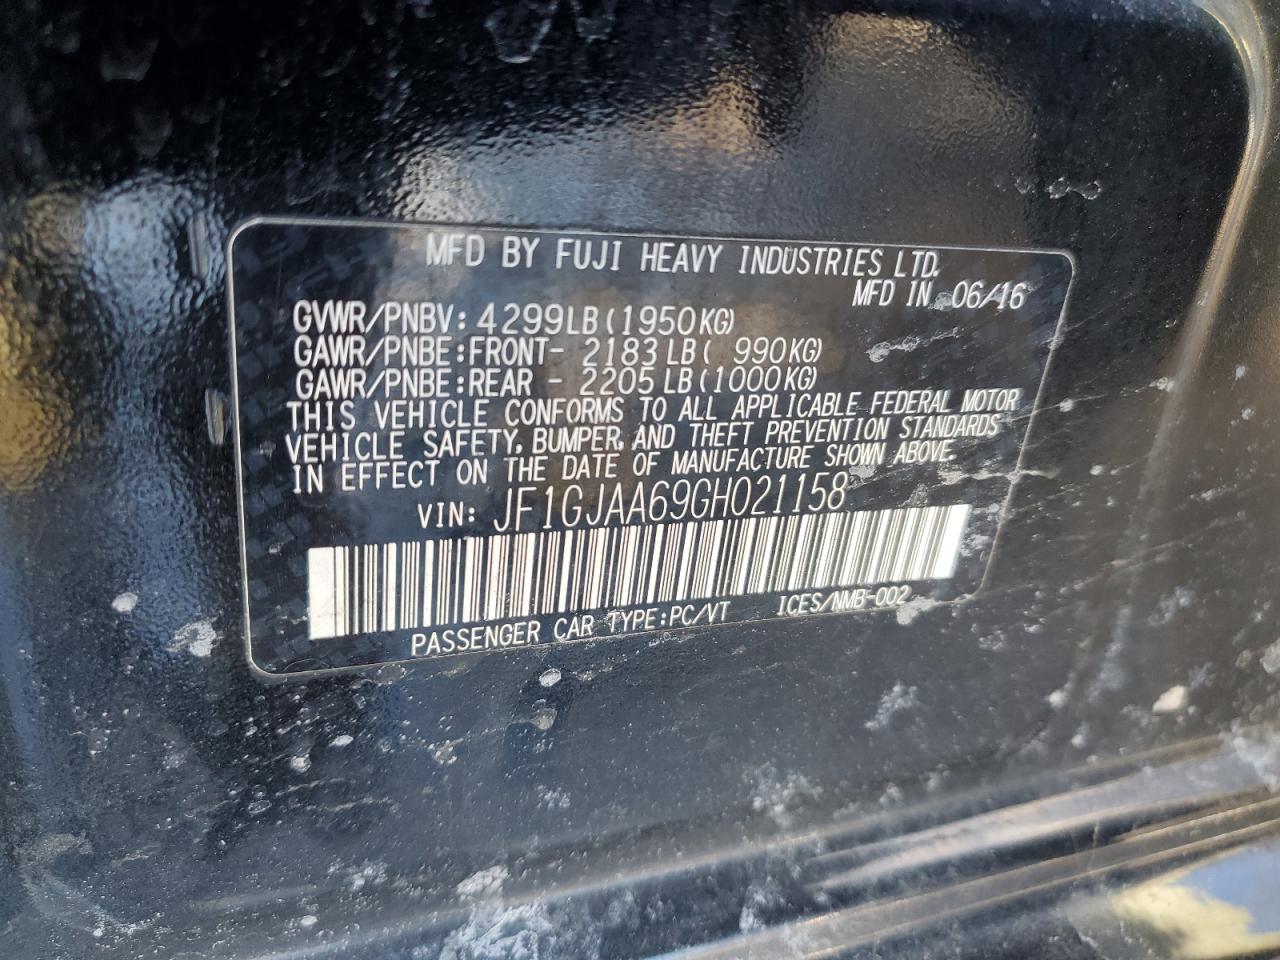 MFD BY FUJI HEAVY INDUSTRIES LTD.
MFD IN 06/16
GVWR/PNBV: 4299LB(1950KG)
GAWR/PNBE:FRONT- 2183LB( 990KG)
GAWR/PNBE:REAR - 2205LB(1000KG)
THIS VEHICLE CONFORMS TO ALL APPLICABLE FEDERAL MOTOR
VEHICLE SAFETY, BUMPER, AND THEFT PREVENTION STANDARDS
IN EFFECT ON THE DATE OF MANUFACTURE SHOWN ABOVE.
VIN: JF1GJAA69GH021158
PASSENGER CAR TYPE:PC/VT ICES/NMB-002